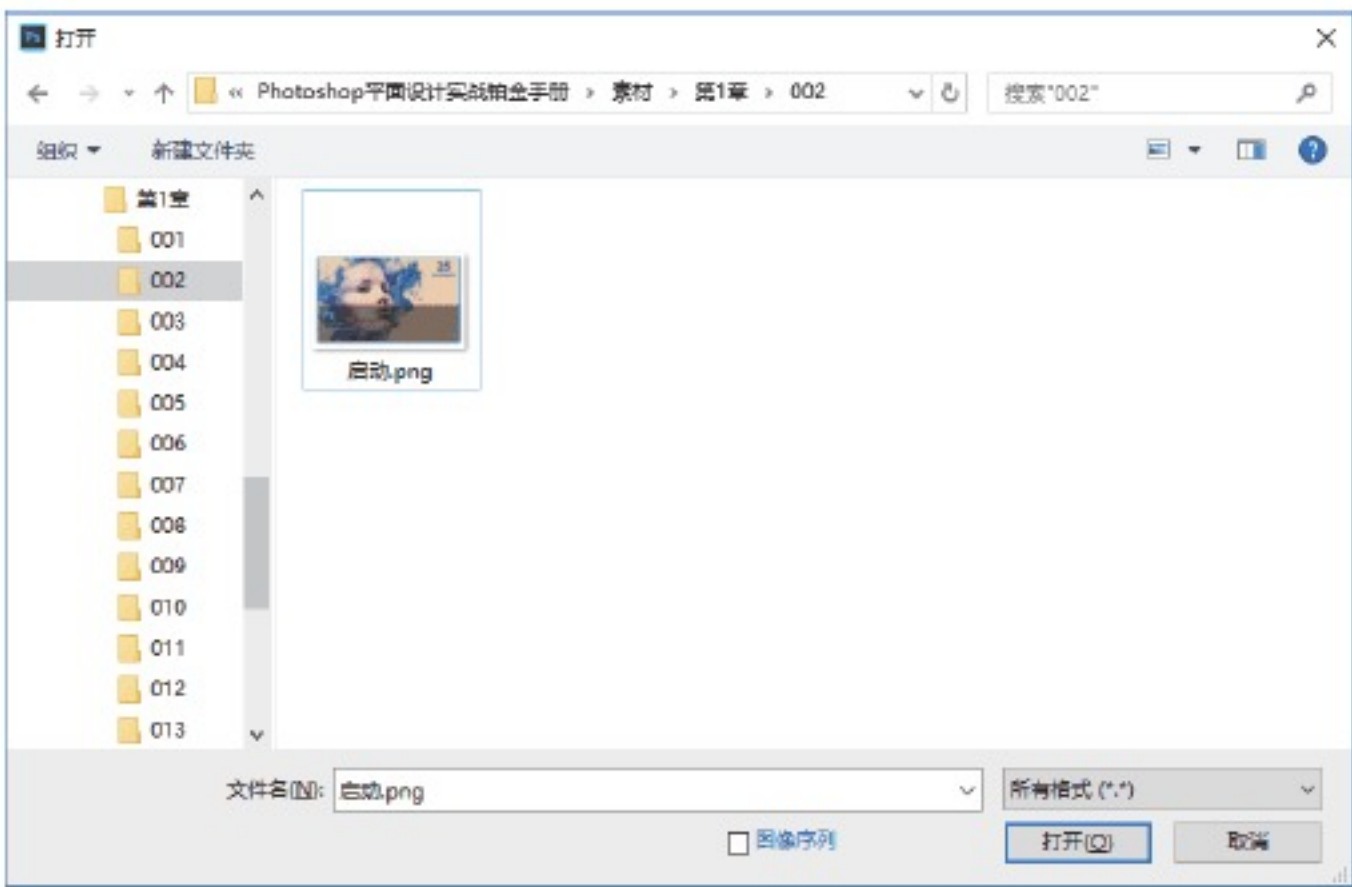 Ps 打开
« Photoshop平面设计实战铂金手册 › 素材 › 第1章 › 002
搜索"002"
组织 新建文件夹
第1章
001
002
003
004
005
006
007
008
009
010
011
012
013
25
启动.png
文件名(N): 启动.png
所有格式 (*.*)
图像序列
打开(O) 取消